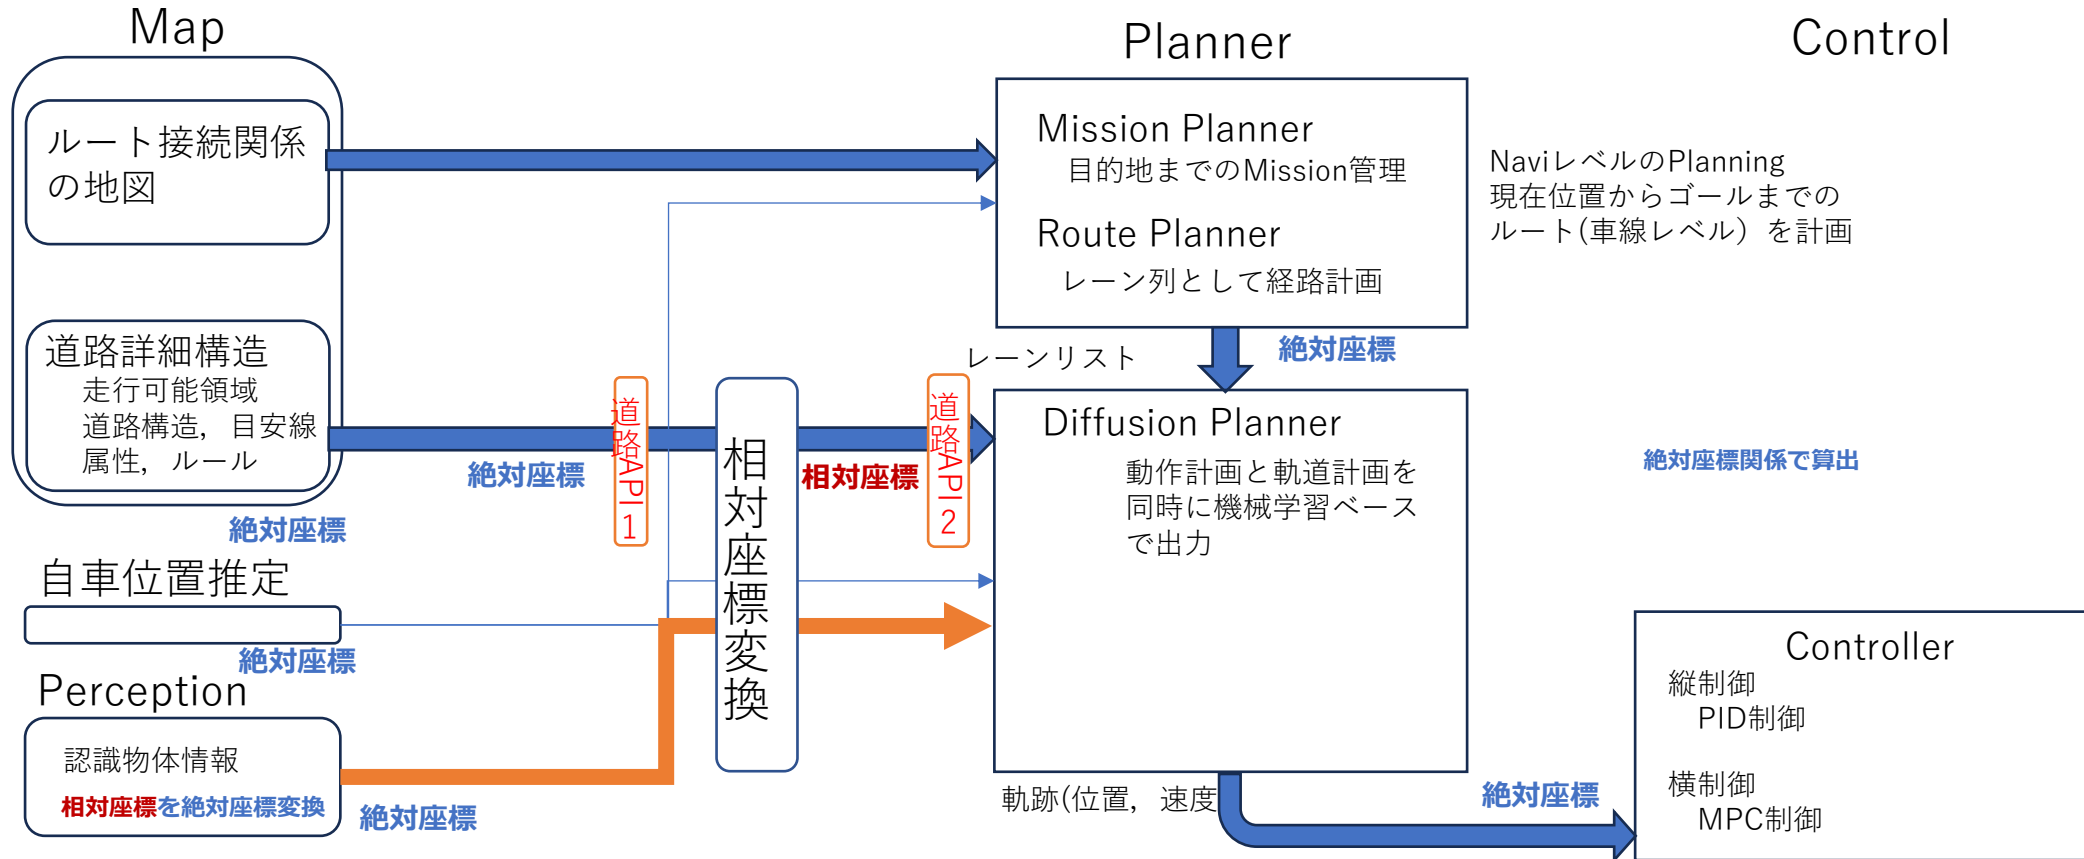 Map
Planner
Control
ルート接続関係
の地図
Mission Planner
目的地までのMission管理
Route Planner
レーン列として経路計画
NaviレベルのPlanning
現在位置からゴールまでの
ルート(車線レベル）を計画
道路詳細構造
走行可能領域
道路構造，目安線
属性，ルール
絶対座標
絶対座標
道路API 1
相対座標変換
相対座標
道路API 2
レーンリスト
絶対座標
Diffusion Planner
動作計画と軌道計画を
同時に機械学習ベース
で出力
絶対座標関係で算出
自車位置推定
絶対座標
Perceptionn
認識物体情報
相対座標を絶対座標変換
絶対座標
軌跡(位置，速度
絶対座標
Controller
縦制御
PID制御
横制御
MPC制御